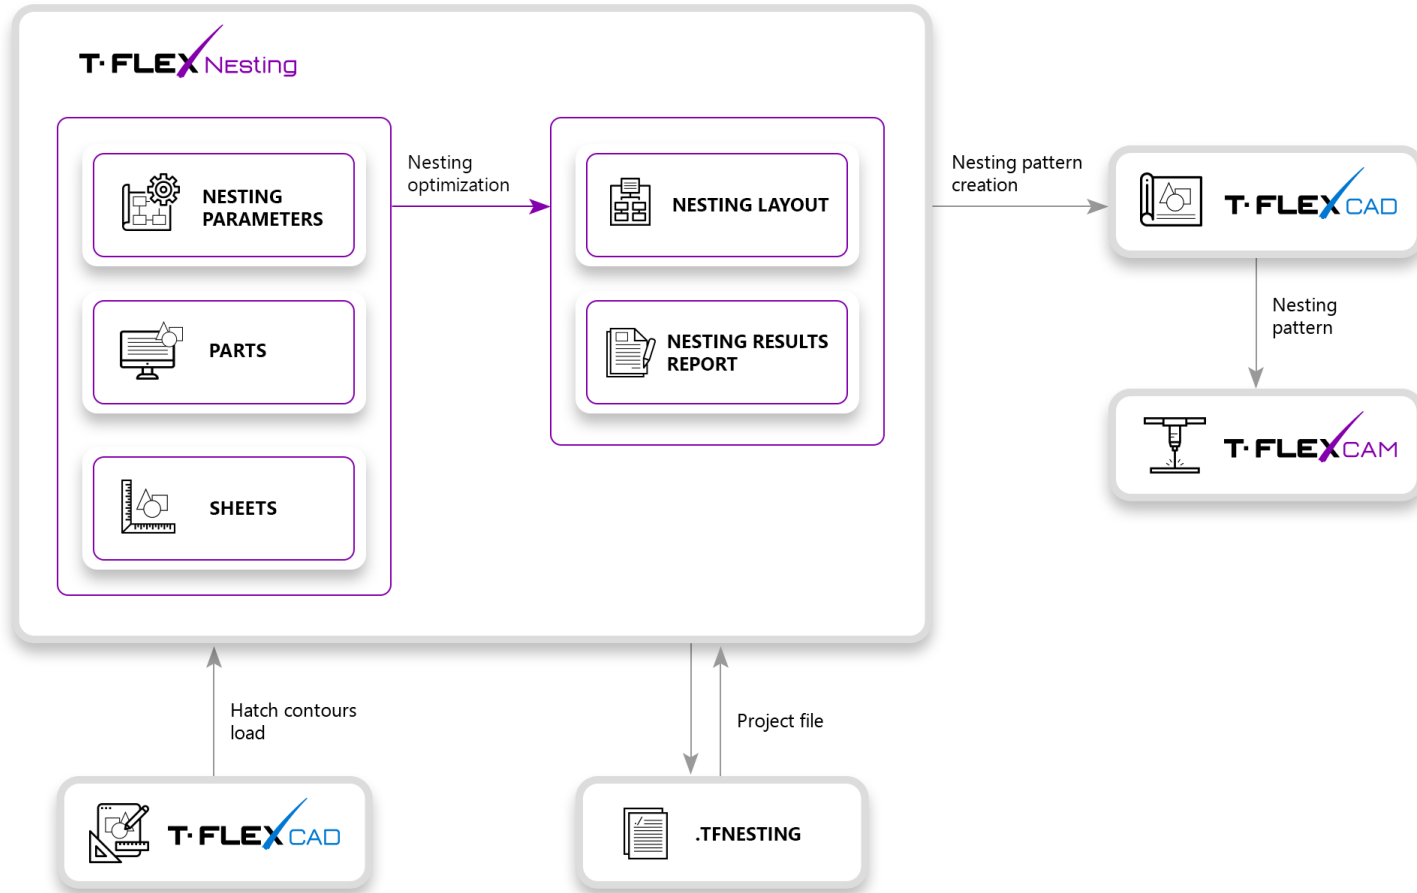 T-FLEX Nesting
NESTING
PARAMETERS
PARTS
SHEETS
Nesting
optimization
NESTING LAYOUT
NESTING RESULTS
REPORT
Nesting pattern
creation
T-FLEX CAD
Nesting
pattern
T-FLEX CAM
Hatch contours
load
T-FLEX CAD
Project file
.TFNESTING